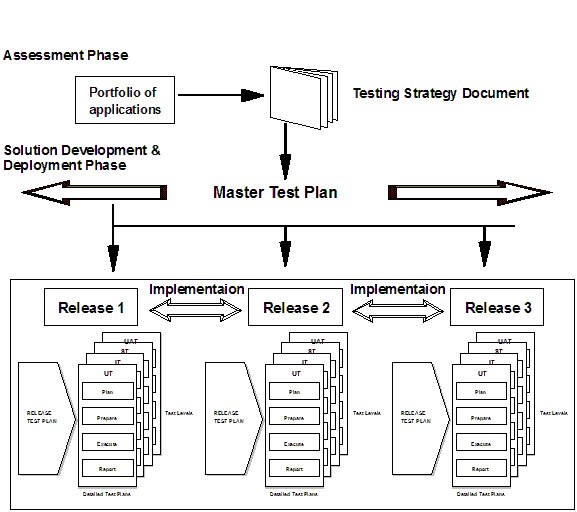 Assessment Phase
Portfolio of
applications
Testing Strategy Document
Solution Development &
Deployment Phase
Master Test Plan
Implementaion
Implementaion
Release 1
Release 2
Release 3
UAT
ST
IT
UT
Plan
Prepare
Execute
Report
RELEASE
TEST PLAN
Test Levels
Detailed Test Plans
UAT
ST
IT
UT
Plan
Prepare
Execute
Report
RELEASE
TEST PLAN
Test Levels
Detailed Test Plans
UAT
ST
IT
UT
Plan
Prepare
Execute
Report
RELEASE
TEST PLAN
Test Levels
Detailed Test Plans